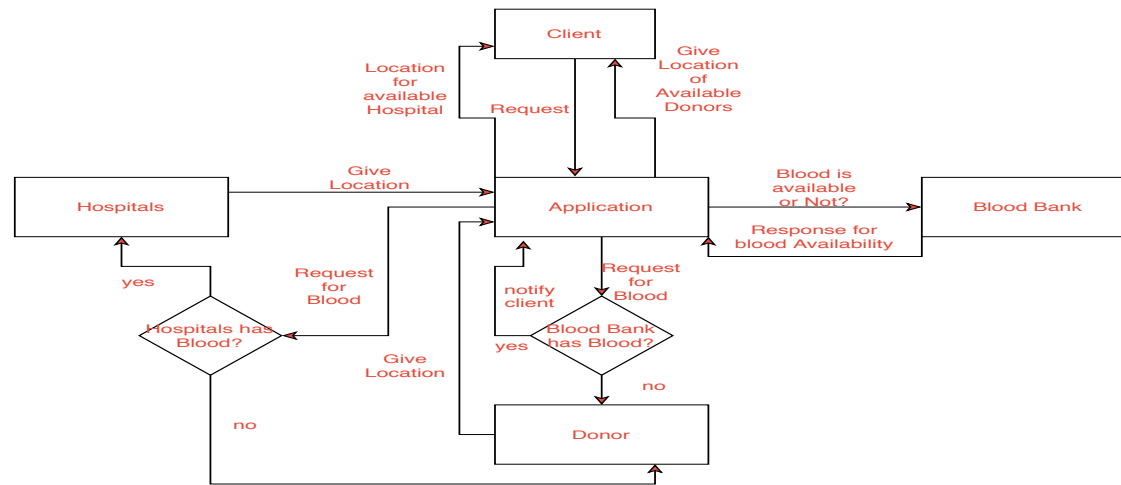 Client
Location
for
available
Hospital
Request
Give
Location
of
Available
Donors
Hospitals
Give
Location
Application
Blood is
available
or Not?
Blood Bank
Response for
blood Availability
yes
Request
for
Blood
notify
client
Request
for
Blood
Hospitals has
Blood?
yes
Blood Bank
has Blood?
Give
Location
no
no
Donor